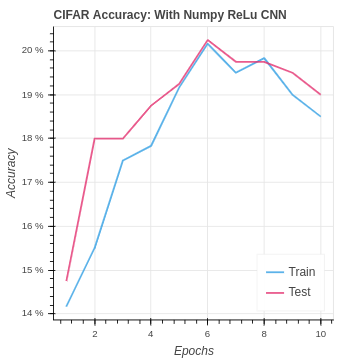 CIFAR Accuracy: With Numpy ReLu CNN
20 %
19 %
18 %
17 %
16 %
15 %
14 %
Accuracy
Train
Test
2 4 6 8 10
Epochs